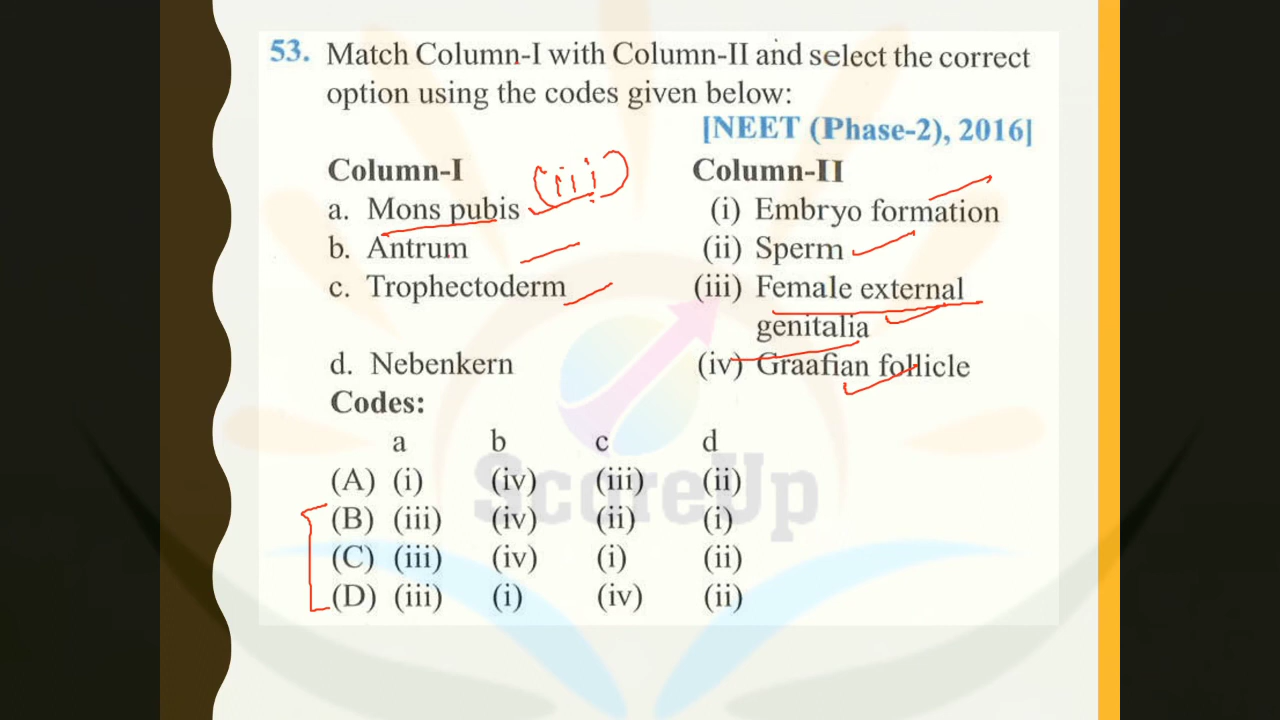 53. Match Column-I with Column-II and select the correct
option using the codes given below:
[NEET (Phase-2), 2016]
Column-I Column-II
(iii)
a. Mons pubis (i) Embryo formation
b. Antrum (ii) Sperm
c. Trophectoderm (iii) Female external
genitalia
d. Nebenkern (iv) Graafian follicle
Codes:
a b c d
(A) (i) (iv) (iii) (ii)
(B) (iii) (iv) (ii) (i)
(C) (iii) (iv) (i) (ii)
(D) (iii) (i) (iv) (ii)
ScoreUp